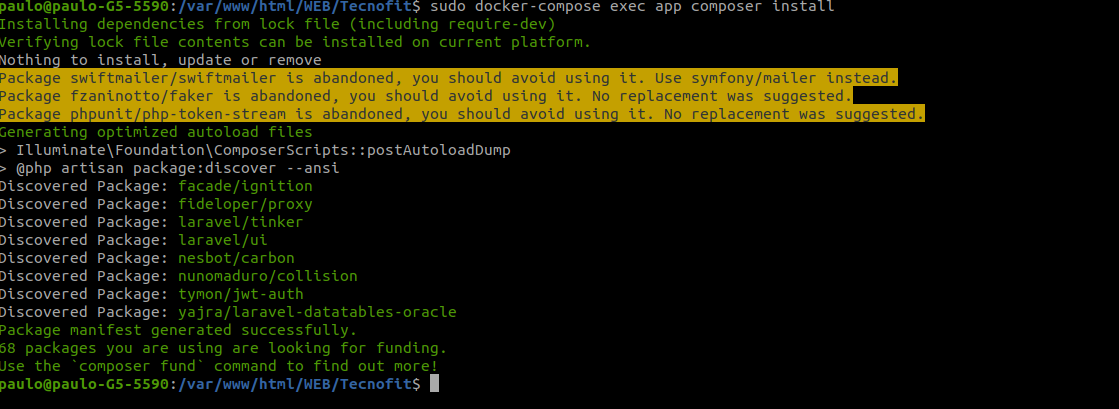 paulo@paulo-G5-5590:/var/www/html/WEB/Tecnofit$ sudo docker-compose exec app composer install
Installing dependencies from lock file (including require-dev)
Verifying lock file contents can be installed on current platform.
Nothing to install, update or remove
Package swiftmailer/swiftmailer is abandoned, you should avoid using it. Use symfony/mailer instead.
Package fzaninotto/faker is abandoned, you should avoid using it. No replacement was suggested.
Package phpunit/php-token-stream is abandoned, you should avoid using it. No replacement was suggested.
Generating optimized autoload files
> Illuminate\Foundation\ComposerScripts::postAutoloadDump
> @php artisan package:discover --ansi
Discovered Package: facade/ignition
Discovered Package: fideloper/proxy
Discovered Package: laravel/tinker
Discovered Package: laravel/ui
Discovered Package: nesbot/carbon
Discovered Package: nunomaduro/collision
Discovered Package: tymon/jwt-auth
Discovered Package: yajra/laravel-datatables-oracle
Package manifest generated successfully.
68 packages you are using are looking for funding.
Use the `composer fund` command to find out more!
paulo@paulo-G5-5590:/var/www/html/WEB/Tecnofit$